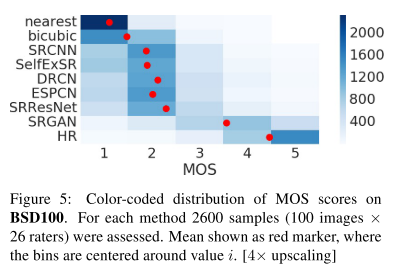 nearest
bicubic
SRCNN
SelfExSR
DRCN
ESPCN
SRResNet
SRGAN
HR
1 2 3 4 5
MOS
2000
1600
1200
800
400
Figure 5: Color-coded distribution of MOS scores on
BSD100. For each method 2600 samples (100 images ×
26 raters) were assessed. Mean shown as red marker, where
the bins are centered around value i. [4× upscaling]